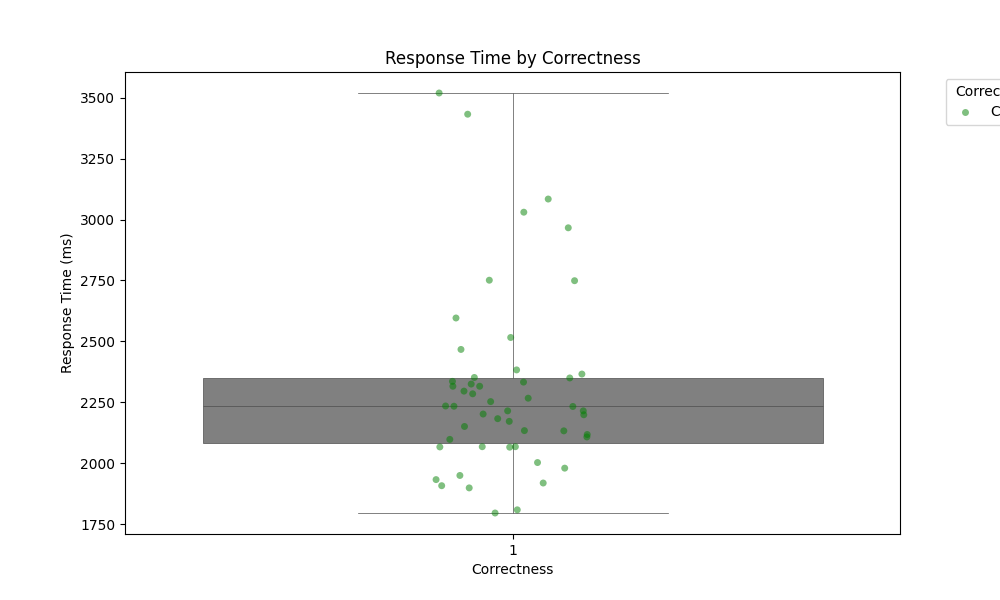 Response Time by Correctness
Correc
C
3500
3250
3000
2750
2500
2250
2000
1750
Response Time (ms)
1
Correctness